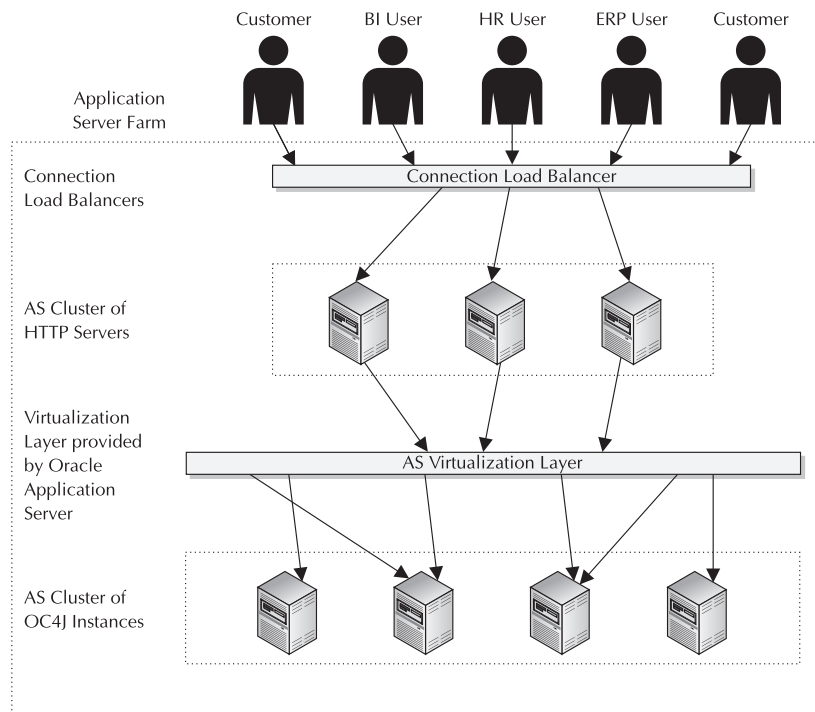 Customer
BI User
HR User
ERP User
Customer
Application
Server Farm
Connection
Load Balancers
Connection Load Balancer
AS Cluster of
HTTP Servers
Virtualization
Layer provided
by Oracle
Application
Server
AS Virtualization Layer
AS Cluster of
OC4J Instances